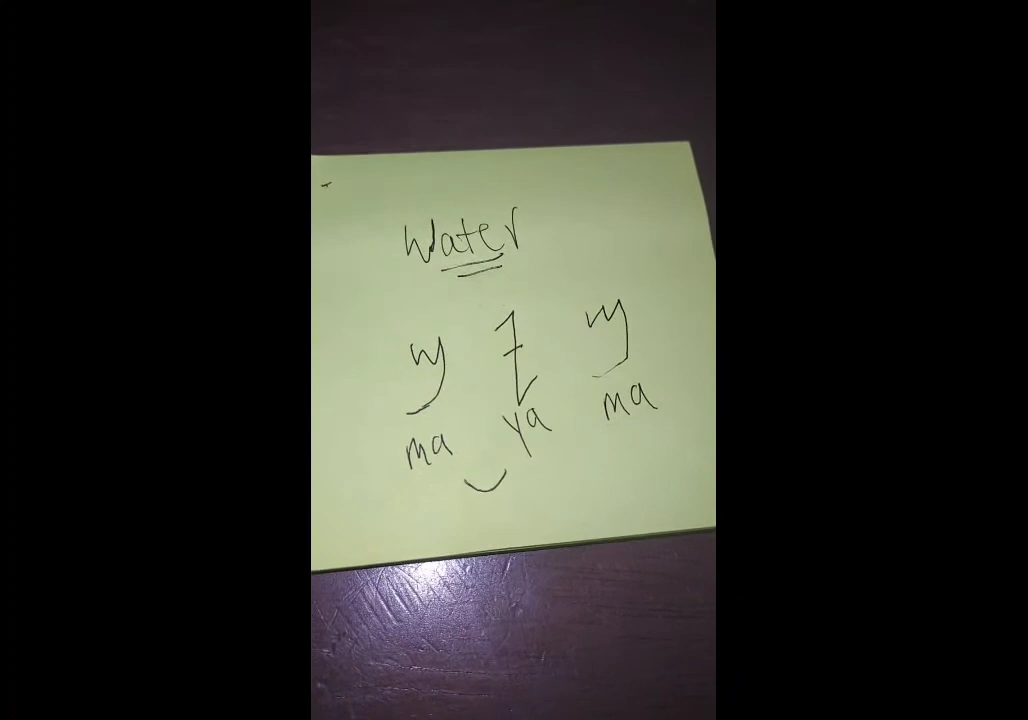 Water
𐤌 𐤉 𐤌
ma ya ma